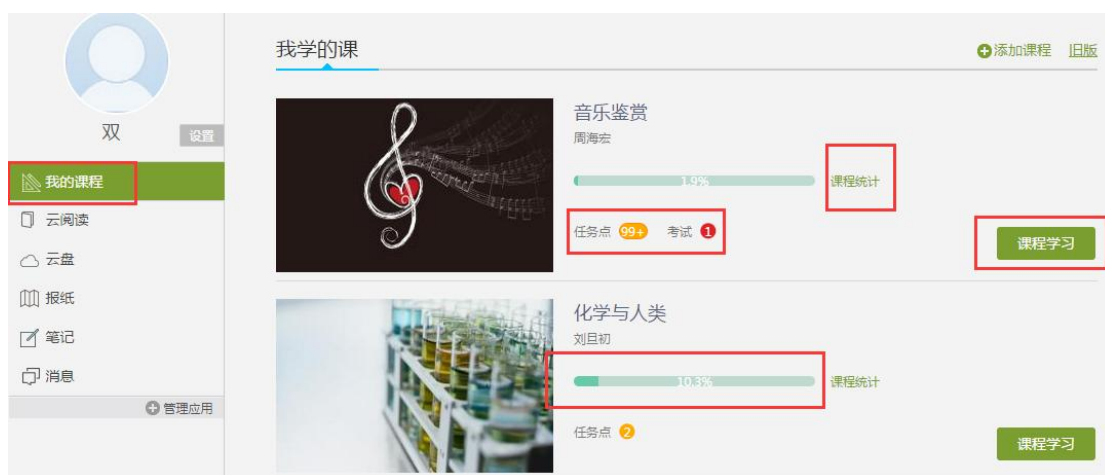 双
设置
我的课程
云阅读
云盘
报纸
笔记
消息
管理应用
我学的课
添加课程 旧版
音乐鉴赏
周海宏
1.9% 课程统计
任务点 99+ 考试 1
课程学习
化学与人类
刘旦初
10.3% 课程统计
任务点 2
课程学习